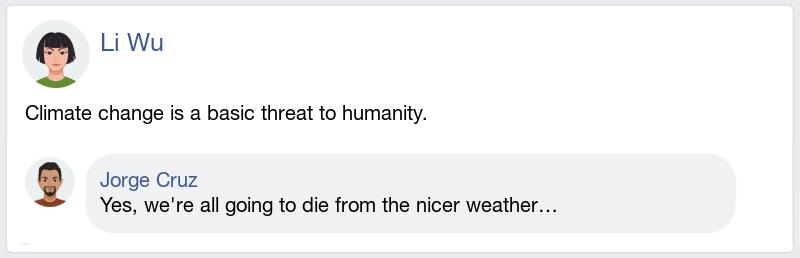 Li Wu
Climate change is a basic threat to humanity.
Jorge Cruz
Yes, we're all going to die from the nicer weather…